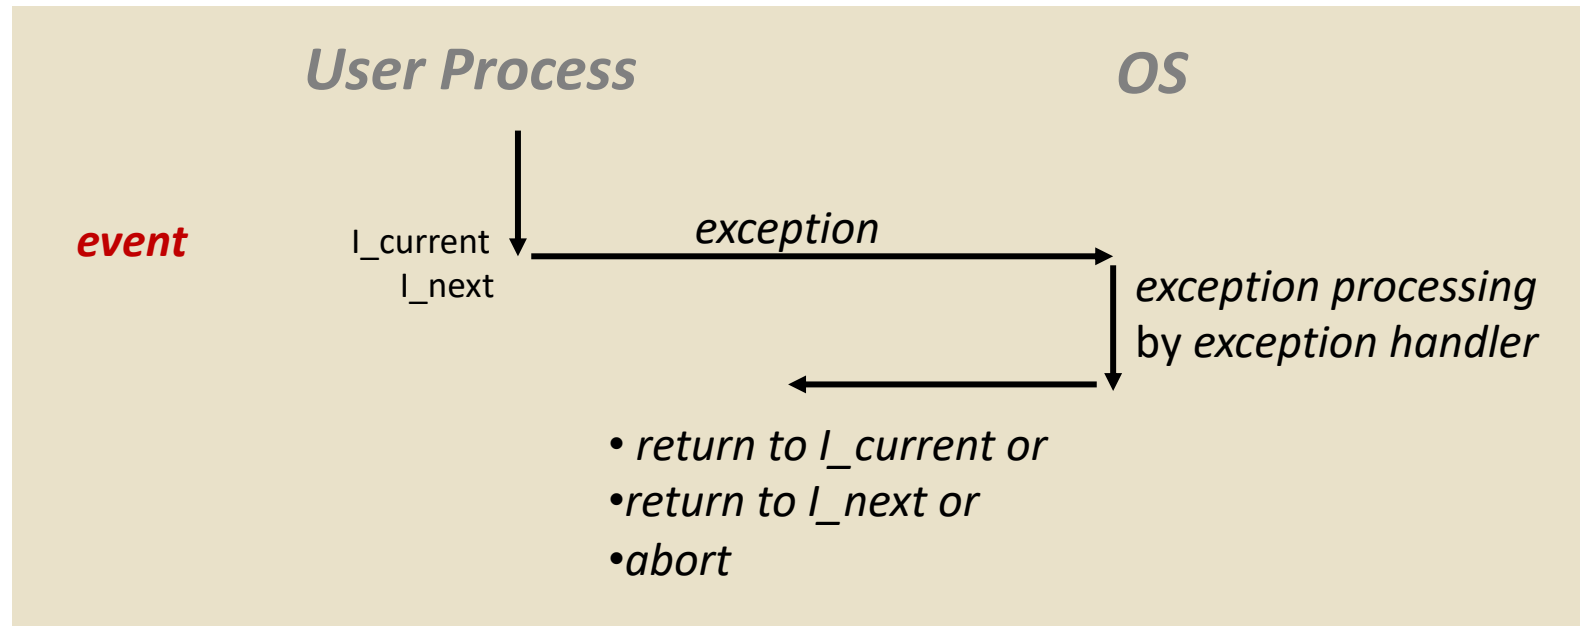 User Process
OS
event
I_current
exception
I_next
exception processing
by exception handler
• return to I_current or
•return to I_next or
•abort